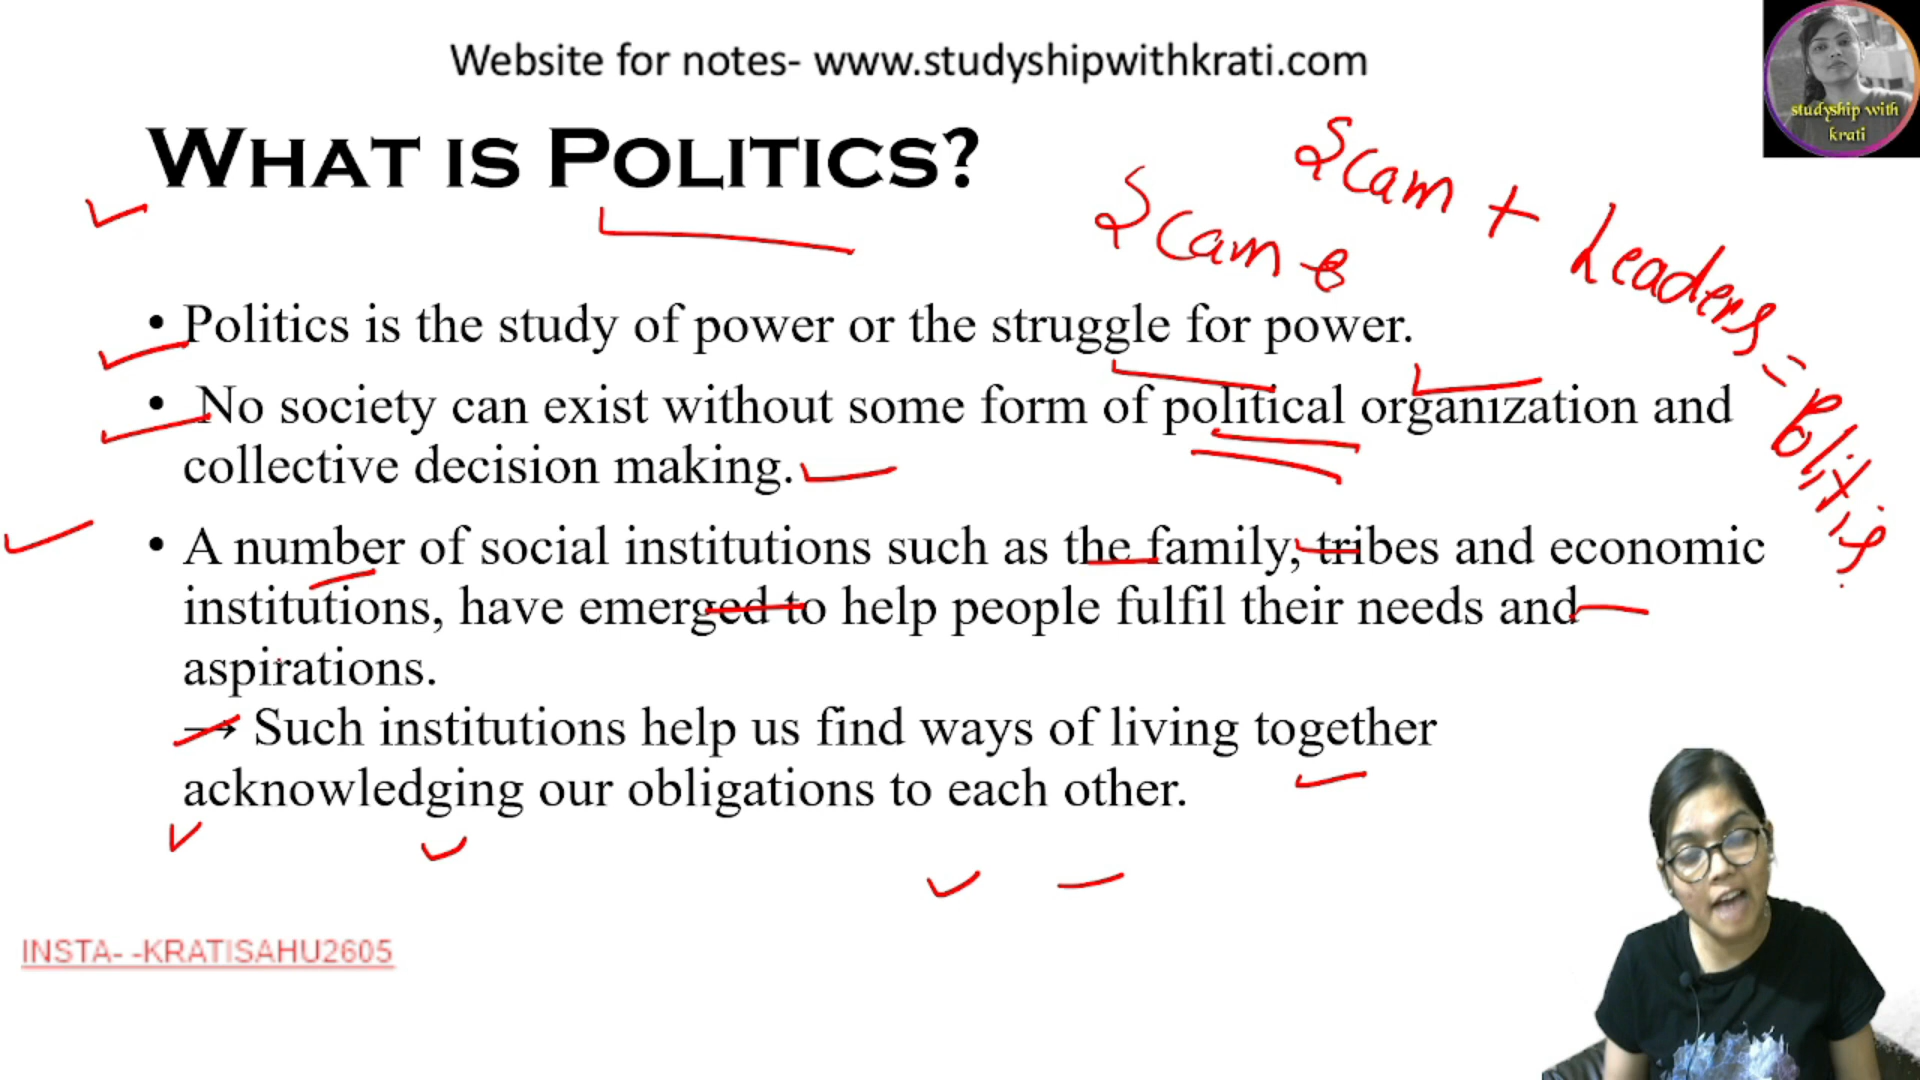 Website for notes- www.studyshipwithkrati.com
studyship with
krati
WHAT IS POLITICS?
Scam + Leaders = Politics
Scam
• Politics is the study of power or the struggle for power.
• No society can exist without some form of political organization and
collective decision making.
• A number of social institutions such as the family, tribes and economic
institutions, have emerged to help people fulfil their needs and
aspirations.
→ Such institutions help us find ways of living together
acknowledging our obligations to each other.
INSTA- -KRATISAHU2605